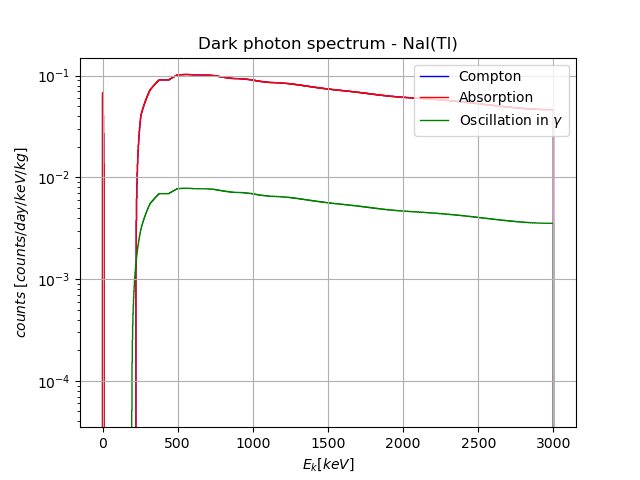 Dark photon spectrum - NaI(Tl)
Compton
Absorption
Oscillation in γ
counts [counts/day/keV/kg]
10⁻¹
10⁻²
10⁻³
10⁻⁴
0 500 1000 1500 2000 2500 3000
E_k[keV]